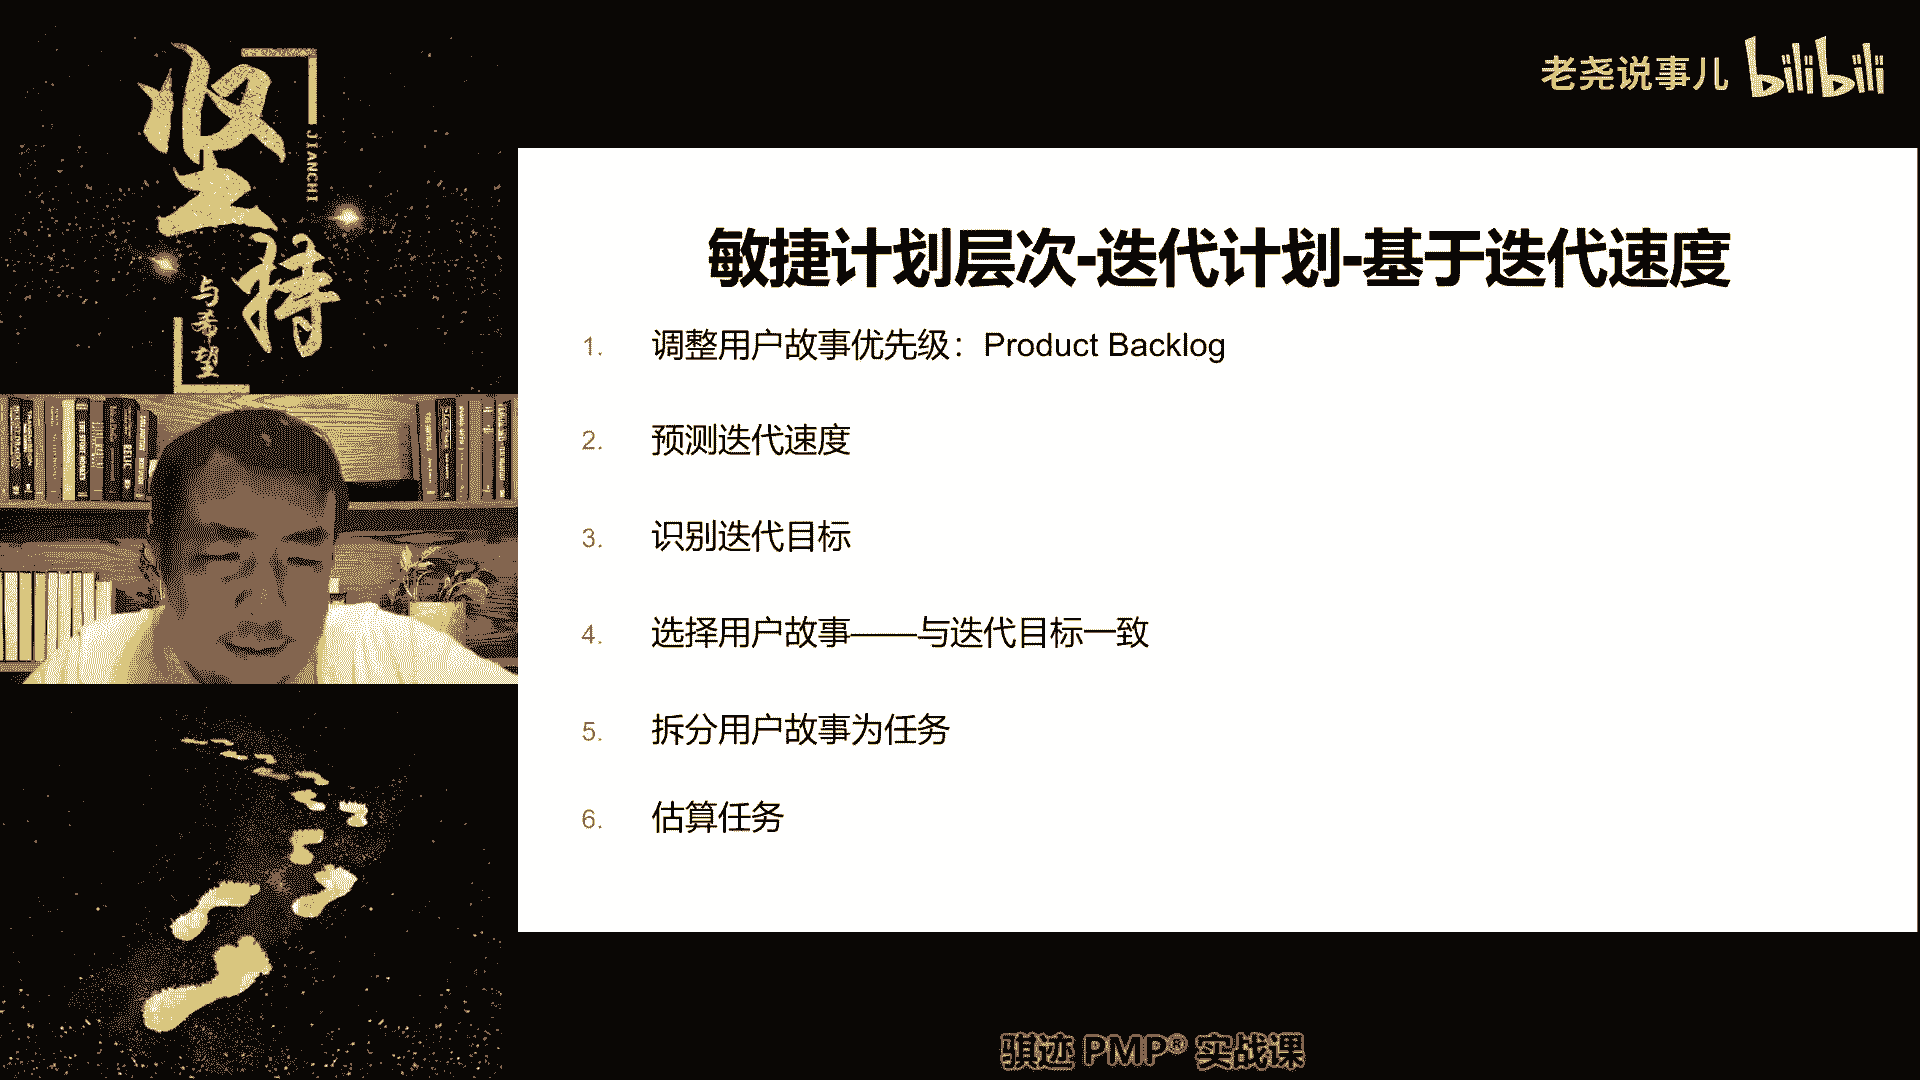 坚持
JIANCHI
与希望
老尧说事儿 bilibili
敏捷计划层次-迭代计划-基于迭代速度
1. 调整用户故事优先级：Product Backlog
2. 预测迭代速度
3. 识别迭代目标
4. 选择用户故事——与迭代目标一致
5. 拆分用户故事为任务
6. 估算任务
骐迹 PMP® 实战课